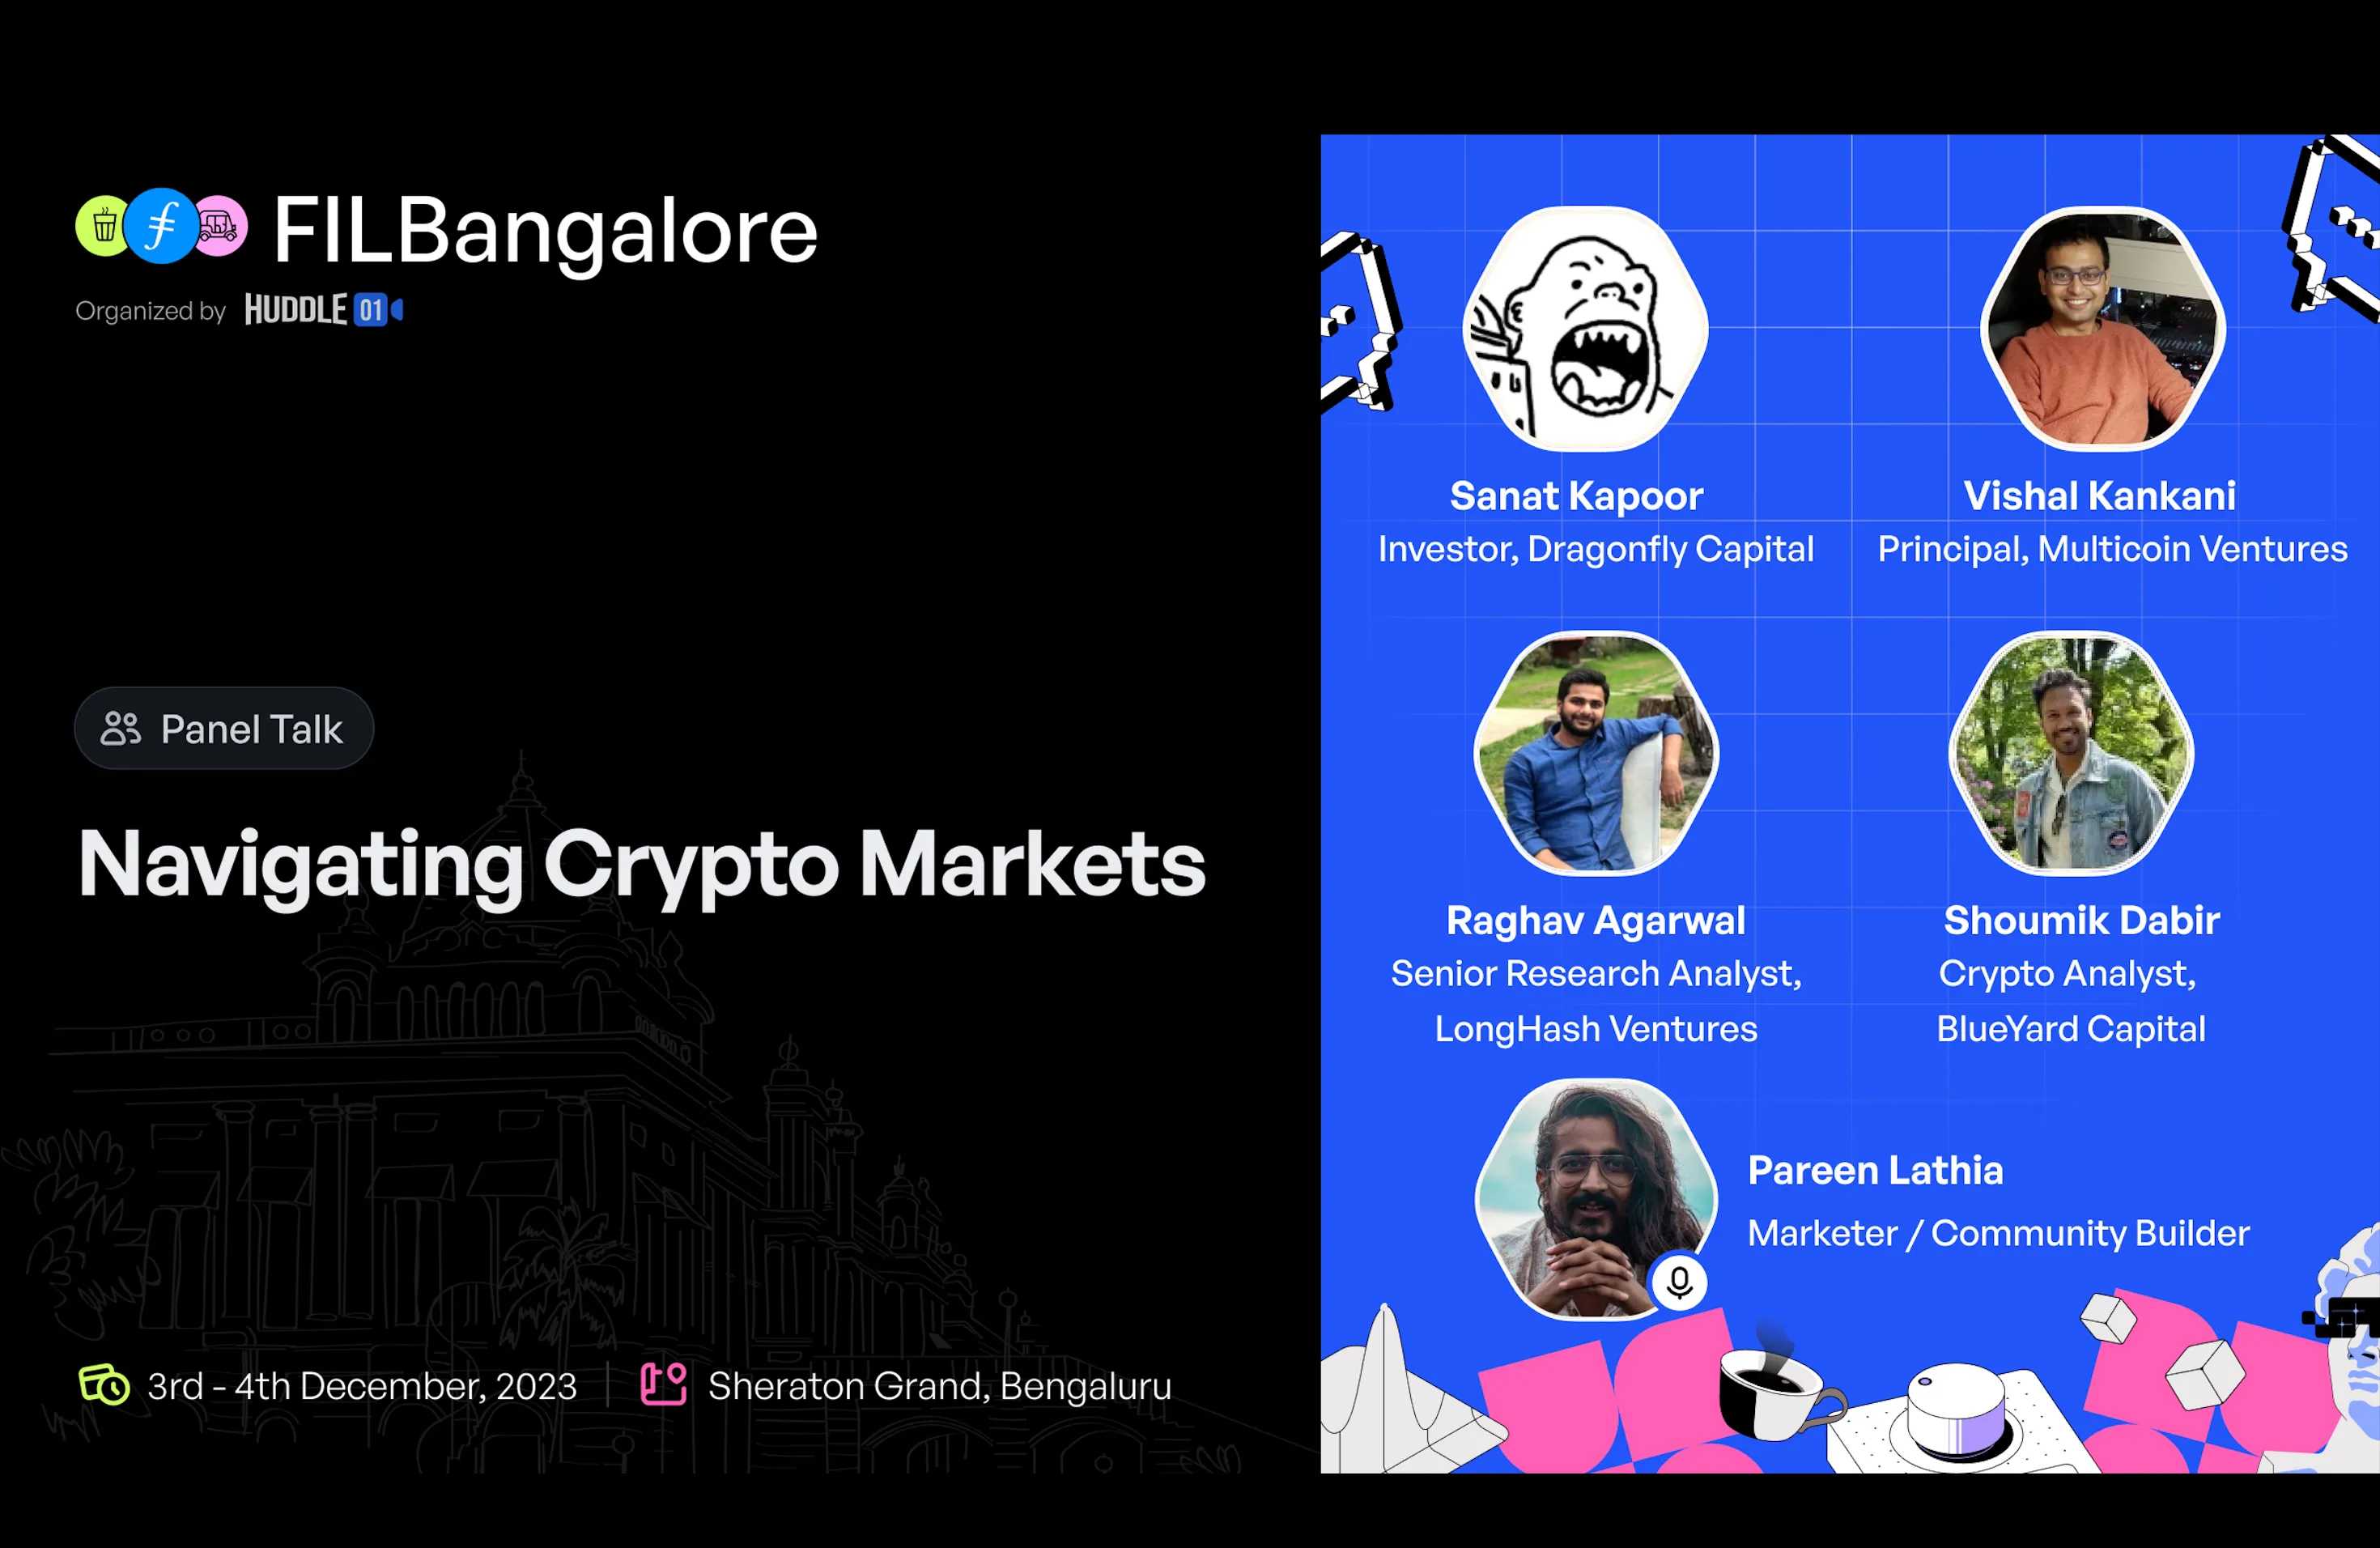 FILBangalore
Organized by HUDDLE 01
Panel Talk
Navigating Crypto Markets
3rd - 4th December, 2023
Sheraton Grand, Bengaluru
Sanat Kapoor
Investor, Dragonfly Capital
Vishal Kankani
Principal, Multicoin Ventures
Raghav Agarwal
Senior Research Analyst,
LongHash Ventures
Shoumik Dabir
Crypto Analyst,
BlueYard Capital
Pareen Lathia
Marketer / Community Builder